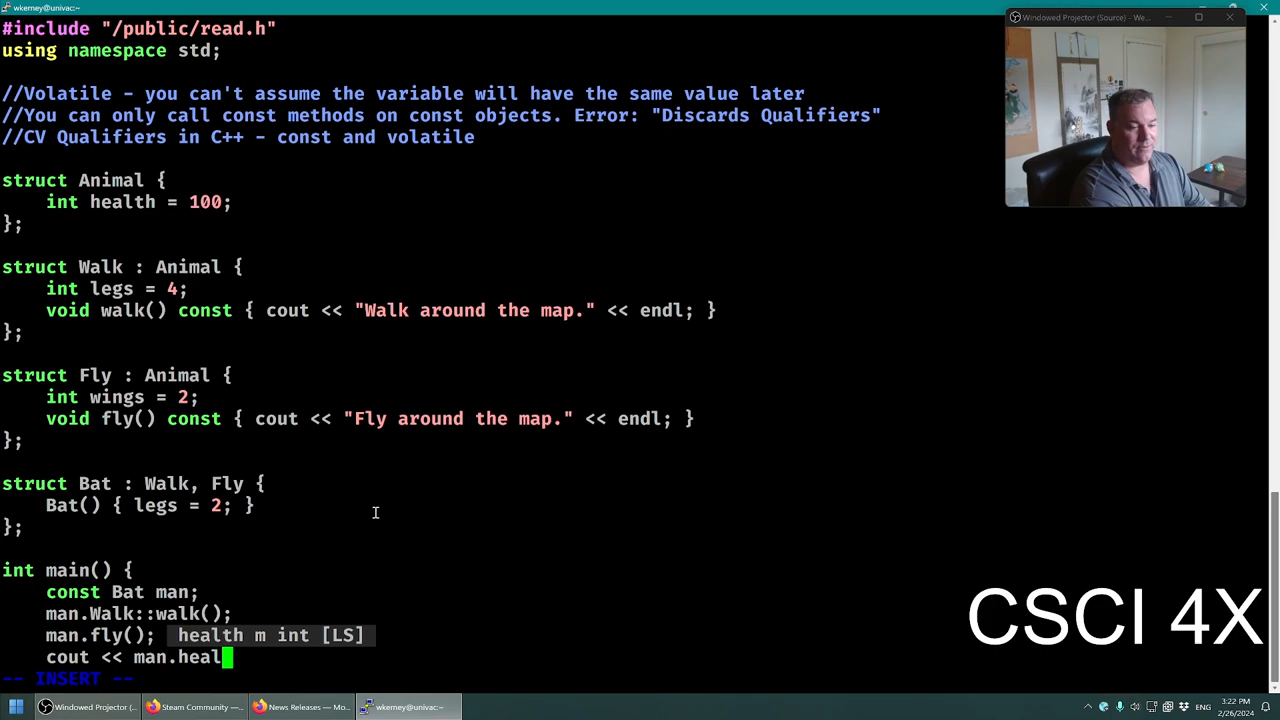 wkerney@univac:~
#include "/public/read.h"
using namespace std;
//Volatile - you can't assume the variable will have the same value later
//You can only call const methods on const objects. Error: "Discards Qualifiers"
//CV Qualifiers in C++ - const and volatile
struct Animal {
int health = 100;
};
struct Walk : Animal {
int legs = 4;
void walk() const { cout << "Walk around the map." << endl; }
};
struct Fly : Animal {
int wings = 2;
void fly() const { cout << "Fly around the map." << endl; }
};
struct Bat : Walk, Fly {
Bat() { legs = 2; }
};
int main() {
const Bat man;
man.Walk::walk();
man.fly(); health m int [LS]
cout << man.heal
-- INSERT --
Windowed Projector (Source) - We...
CSCI 4X
Windowed Projector (...
Steam Community —...
News Releases — Mo...
wkerney@univac:~
ENG
3:22 PM
2/26/2024